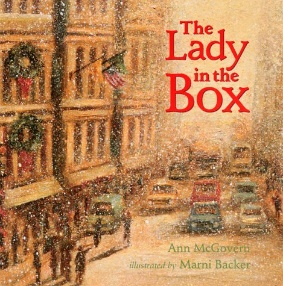 The
Lady
in the
Box
Ann McGovern
illustrated by Marni Backer